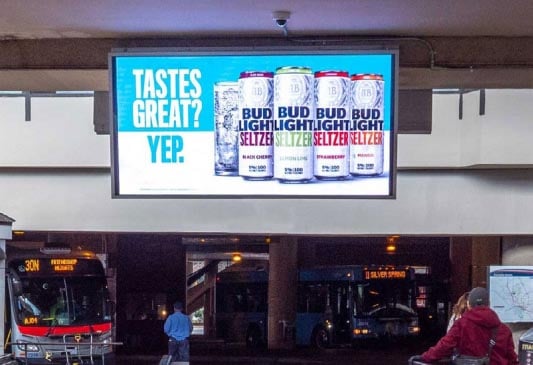 TASTES
GREAT?
YEP.
BUD
LIGHT
SELTZER
BLACK CHERRY
BUD
LIGHT
SELTZER
LEMON LIME
BUD
LIGHT
SELTZER
STRAWBERRY
BUD
LIGHT
SELTZER
MANGO
30N FRIENDSHIP
HEIGHTS
SILVER SPRING